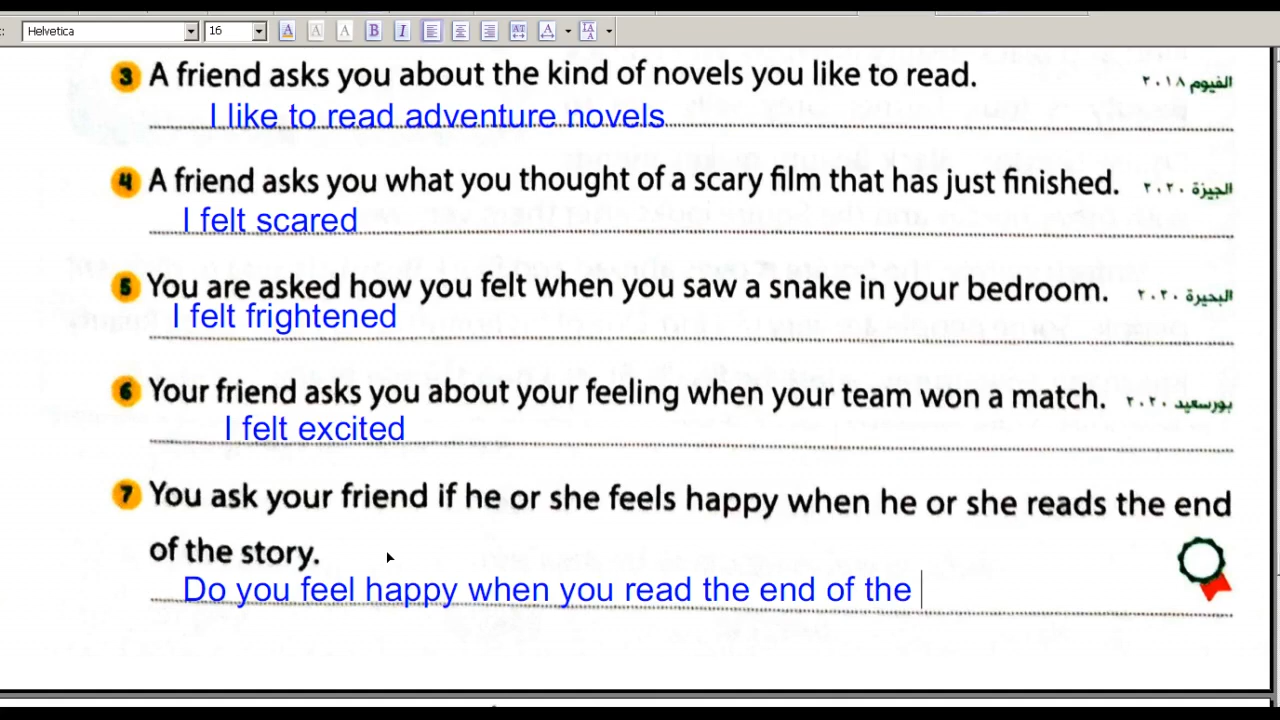 Helvetica 16 A A A B I
3 A friend asks you about the kind of novels you like to read. الفيوم ٢٠١٨
I like to read adventure novels
4 A friend asks you what you thought of a scary film that has just finished. الجيزة ٢٠٢٠
I felt scared
5 You are asked how you felt when you saw a snake in your bedroom. البحيرة ٢٠٢٠
I felt frightened
6 Your friend asks you about your feeling when your team won a match. بورسعيد ٢٠٢٠
I felt excited
7 You ask your friend if he or she feels happy when he or she reads the end
of the story.
Do you feel happy when you read the end of the